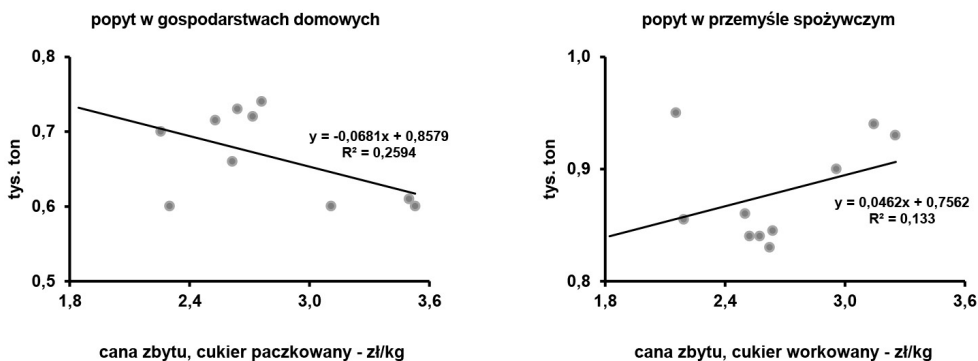 popyt w gospodarstwach domowych
0,8
0,7
0,6
0,5
tys. ton
y = -0,0681x + 0,8579
R² = 0,2594
1,8 2,4 3,0 3,6
cana zbytu, cukier paczkowany - zł/kg
popyt w przemyśle spożywczym
1,0
0,9
0,8
tys. ton
y = 0,0462x + 0,7562
R² = 0,133
1,8 2,4 3,0 3,6
cana zbytu, cukier workowany - zł/kg